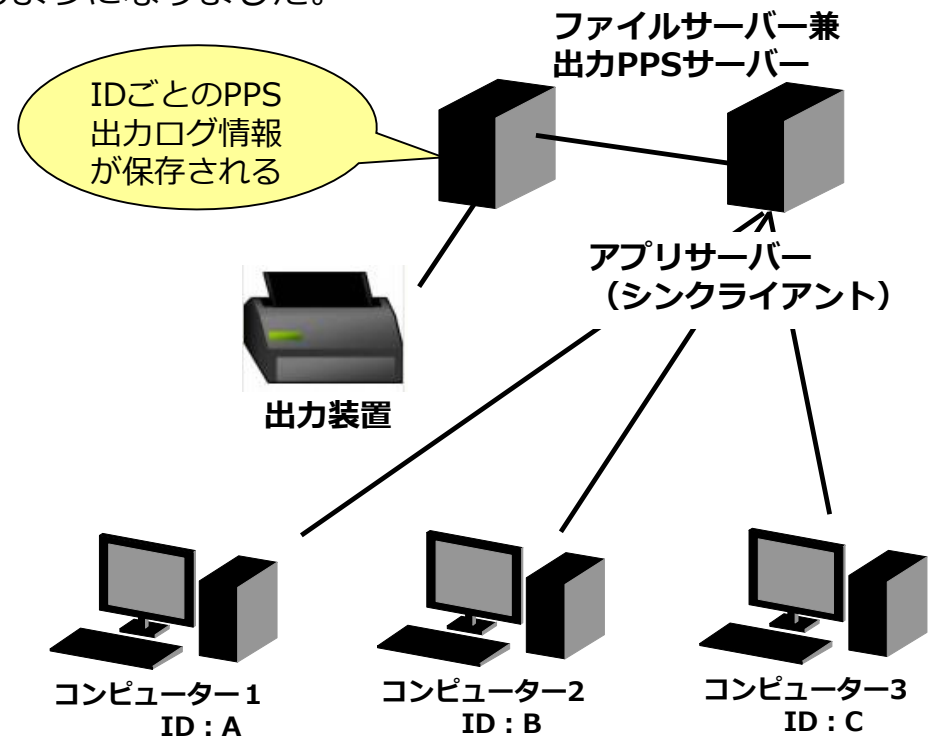 ようになりました。
ファイルサーバー兼
出力PPSサーバー
IDごとのPPS
出力ログ情報
が保存される
アプリサーバー
（シンクライアント）
出力装置
コンピューター１
ID：A
コンピューター2
ID：B
コンピューター3
ID：C